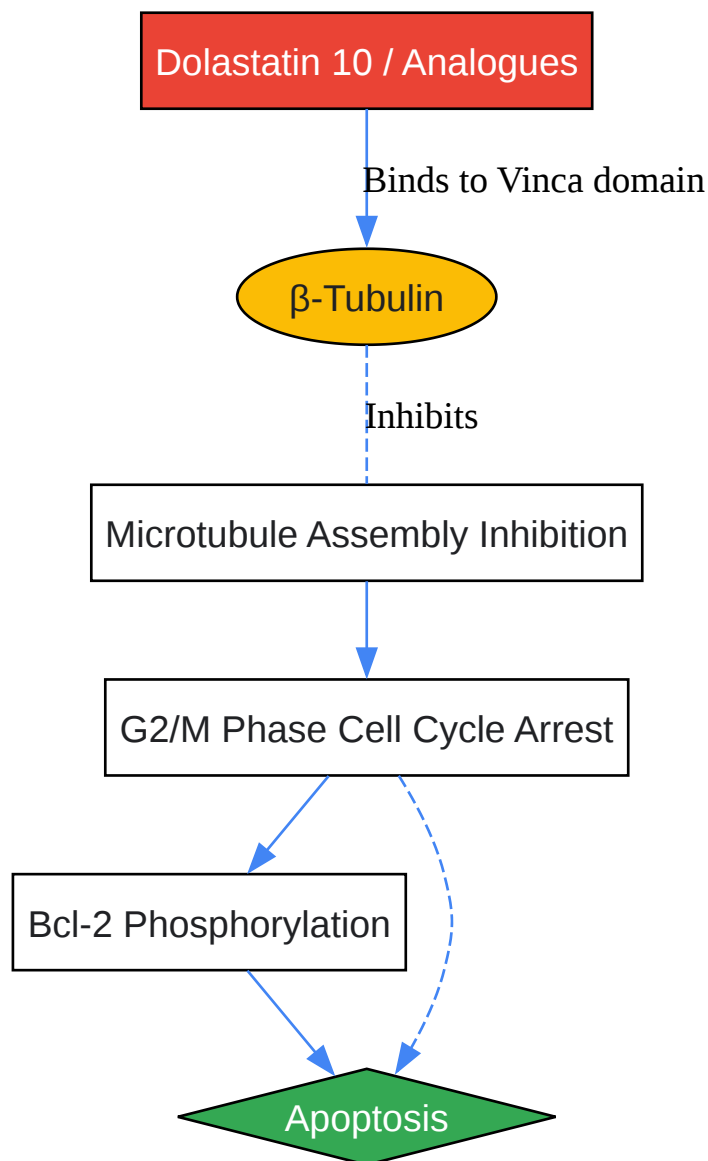 Dolastatin 10 / Analogues
Binds to Vinca domain
β-Tubulin
Inhibits
Microtubule Assembly Inhibition
G2/M Phase Cell Cycle Arrest
Bcl-2 Phosphorylation
Apoptosis